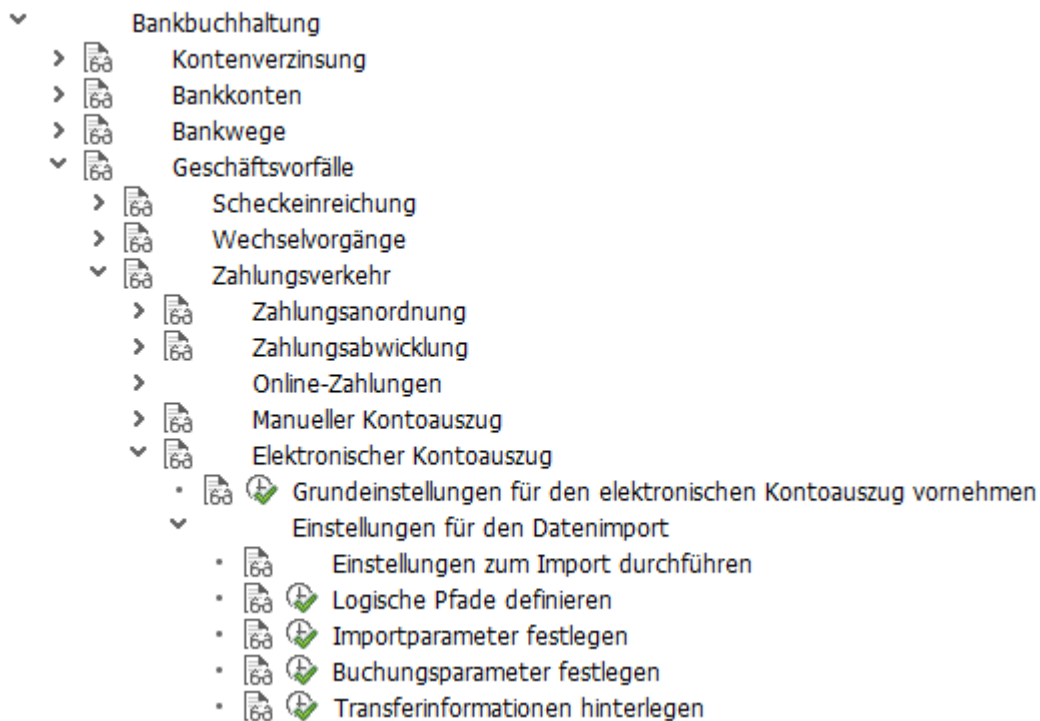 Bankbuchhaltung
Kontenverzinsung
Bankkonten
Bankwege
Geschäftsvorfälle
Scheckeinreichung
Wechselvorgänge
Zahlungsverkehr
Zahlungsanordnung
Zahlungsabwicklung
Online-Zahlungen
Manueller Kontoauszug
Elektronischer Kontoauszug
Grundeinstellungen für den elektronischen Kontoauszug vornehmen
Einstellungen für den Datenimport
Einstellungen zum Import durchführen
Logische Pfade definieren
Importparameter festlegen
Buchungsparameter festlegen
Transferinformationen hinterlegen